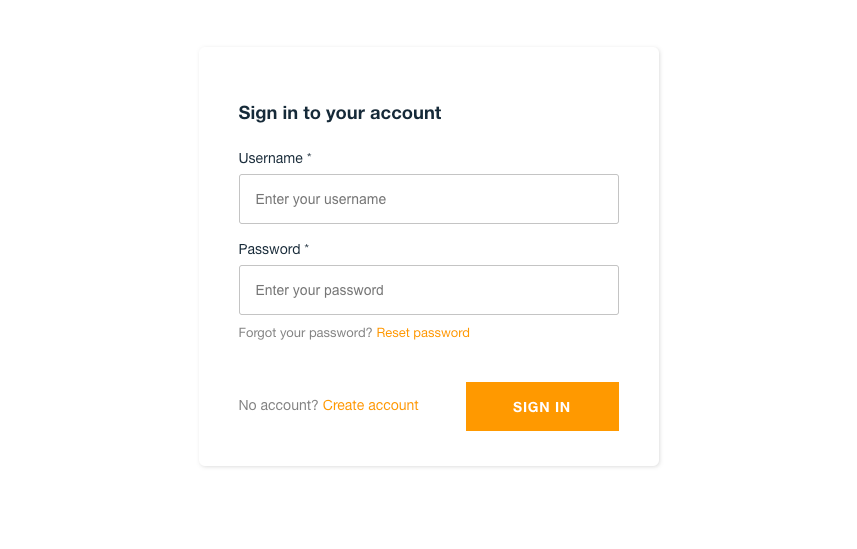 Sign in to your account
Username *
Enter your username
Password *
Enter your password
Forgot your password? Reset password
No account? Create account
SIGN IN